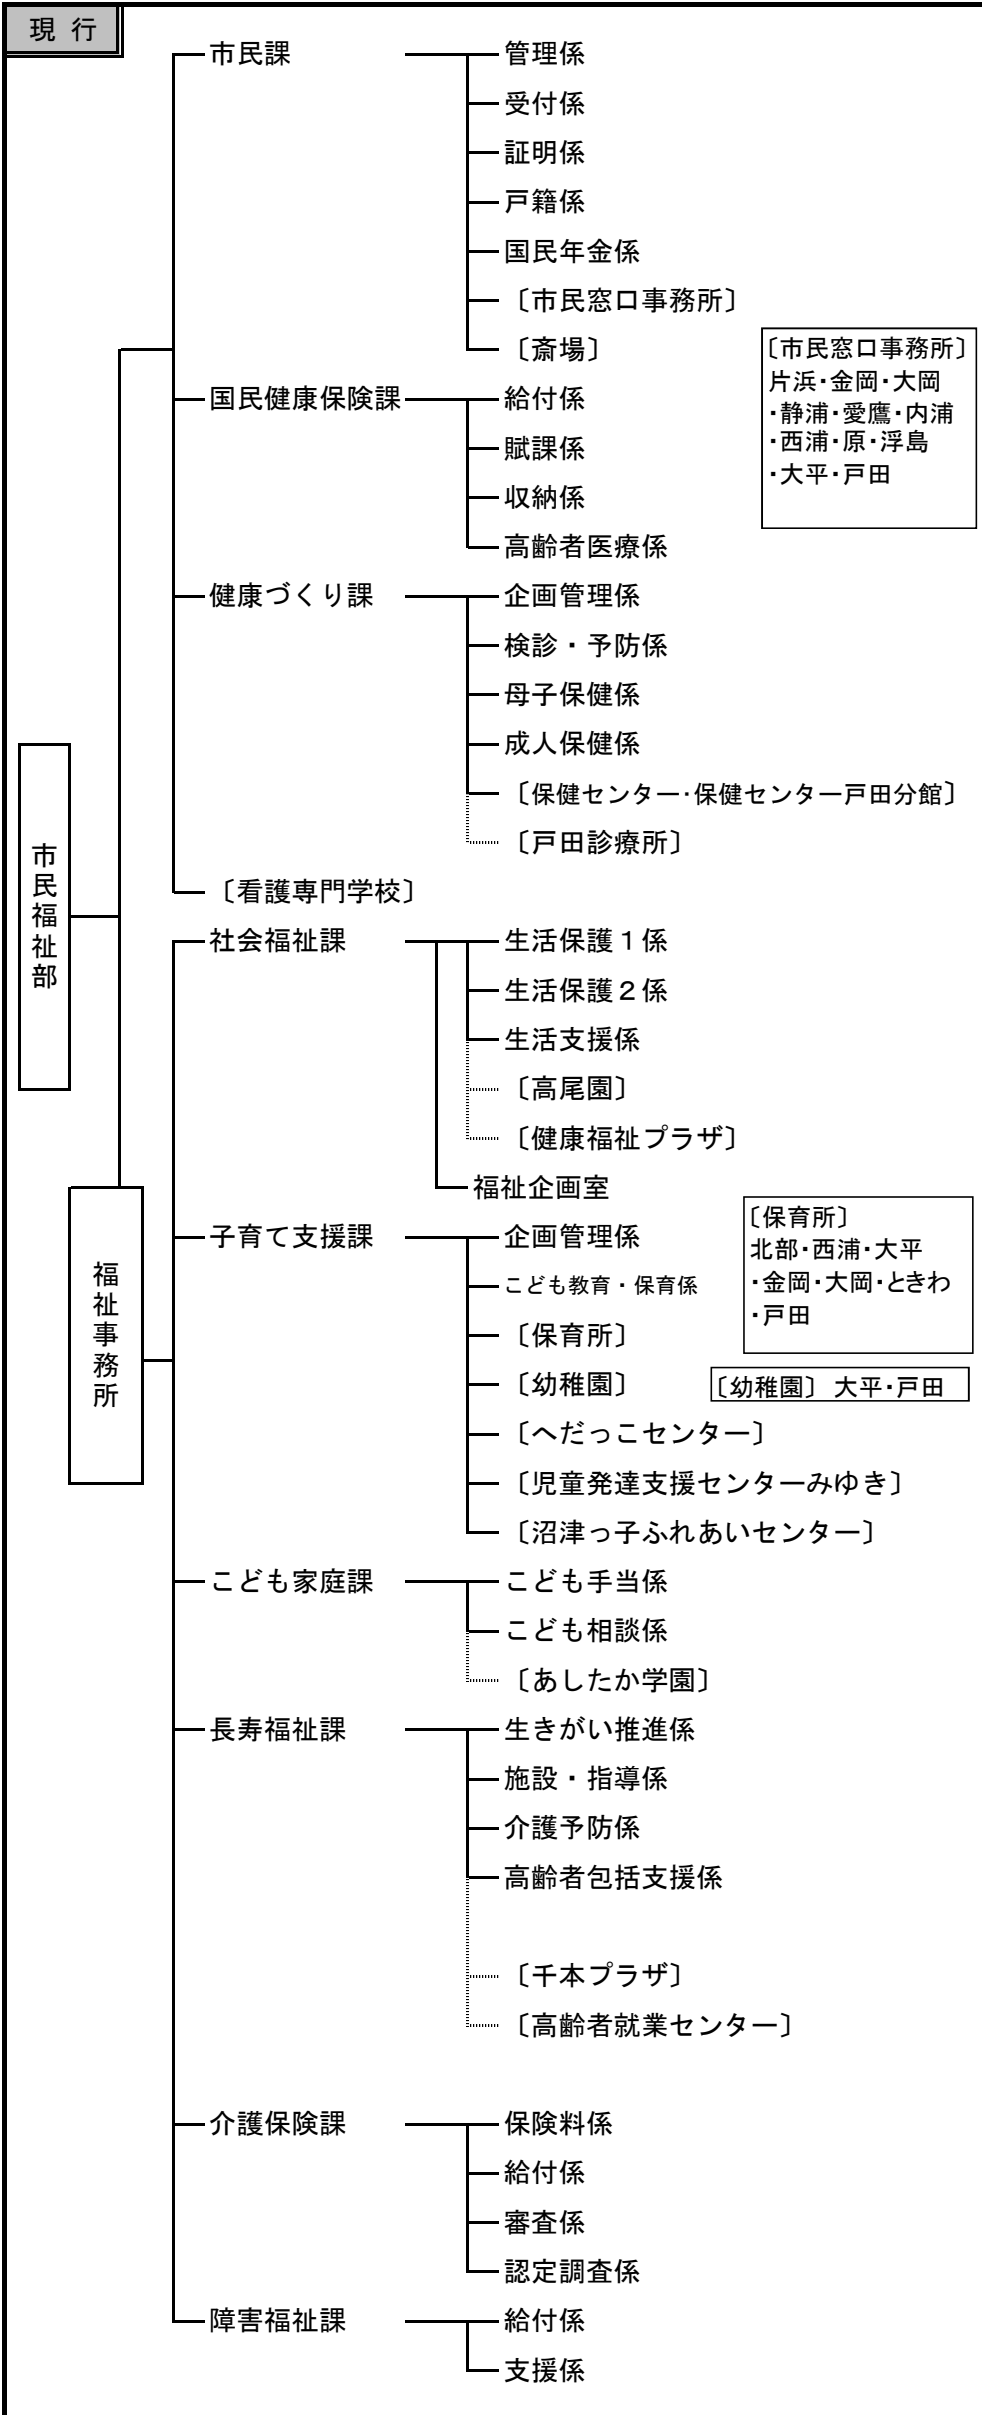 現 行
市民課
管理係
受付係
証明係
戸籍係
国民年金係
〔市民窓口事務所〕
〔斎場〕
〔市民窓口事務所〕
片浜・金岡・大岡
・静浦・愛鷹・内浦
・西浦・原・浮島
・大平・戸田
国民健康保険課
給付係
賦課係
収納係
高齢者医療係
健康づくり課
企画管理係
検診・予防係
母子保健係
成人保健係
〔保健センター・保健センター戸田分館〕
〔戸田診療所〕
〔看護専門学校〕
市民福祉部
社会福祉課
生活保護１係
生活保護２係
生活支援係
〔高尾園〕
〔健康福祉プラザ〕
福祉企画室
福祉事務所
子育て支援課
企画管理係
こども教育・保育係
〔保育所〕
〔幼稚園〕
〔へだっこセンター〕
〔児童発達支援センターみゆき〕
〔沼津っ子ふれあいセンター〕
〔保育所〕
北部・西浦・大平
・金岡・大岡・ときわ
・戸田
〔幼稚園〕 大平・戸田
こども家庭課
こども手当係
こども相談係
〔あしたか学園〕
長寿福祉課
生きがい推進係
施設・指導係
介護予防係
高齢者包括支援係
〔千本プラザ〕
〔高齢者就業センター〕
介護保険課
保険料係
給付係
審査係
認定調査係
障害福祉課
給付係
支援係